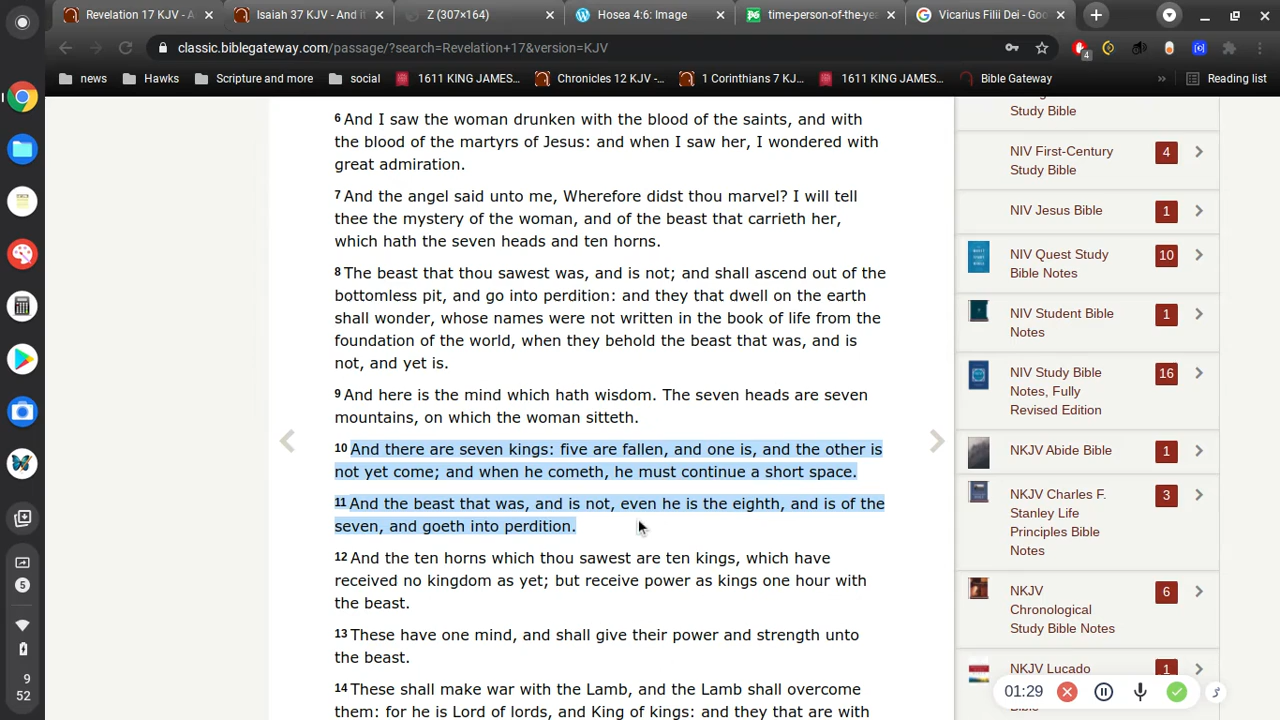 Revelation 17 KJV - A
Isaiah 37 KJV - And it
Z (307×164)
Hosea 4:6: Image
time-person-of-the-ye
Vicarius Filii Dei - Goo
classic.biblegateway.com/passage/?search=Revelation+17&version=KJV
4
news
Hawks
Scripture and more
social
1611 KING JAMES...
Chronicles 12 KJV -...
1 Corinthians 7 KJ...
1611 KING JAMES...
Bible Gateway
»
Reading list
6 And I saw the woman drunken with the blood of the saints, and with
the blood of the martyrs of Jesus: and when I saw her, I wondered with
great admiration.
7 And the angel said unto me, Wherefore didst thou marvel? I will tell
thee the mystery of the woman, and of the beast that carrieth her,
which hath the seven heads and ten horns.
8 The beast that thou sawest was, and is not; and shall ascend out of the
bottomless pit, and go into perdition: and they that dwell on the earth
shall wonder, whose names were not written in the book of life from the
foundation of the world, when they behold the beast that was, and is
not, and yet is.
9 And here is the mind which hath wisdom. The seven heads are seven
mountains, on which the woman sitteth.
10 And there are seven kings: five are fallen, and one is, and the other is
not yet come; and when he cometh, he must continue a short space.
11 And the beast that was, and is not, even he is the eighth, and is of the
seven, and goeth into perdition.
12 And the ten horns which thou sawest are ten kings, which have
received no kingdom as yet; but receive power as kings one hour with
the beast.
13 These have one mind, and shall give their power and strength unto
the beast.
14 These shall make war with the Lamb, and the Lamb shall overcome
them: for he is Lord of lords, and King of kings: and they that are with
Study Bible
NIV First-Century
Study Bible
4
NIV Jesus Bible
1
NIV Quest Study
Bible Notes
10
NIV Student Bible
Notes
1
NIV Study Bible
Notes, Fully
Revised Edition
16
NKJV Abide Bible
1
NKJV Charles F.
Stanley Life
Principles Bible
Notes
3
NKJV
Chronological
Study Bible Notes
6
NKJV Lucado
1
01:29
5
9
52